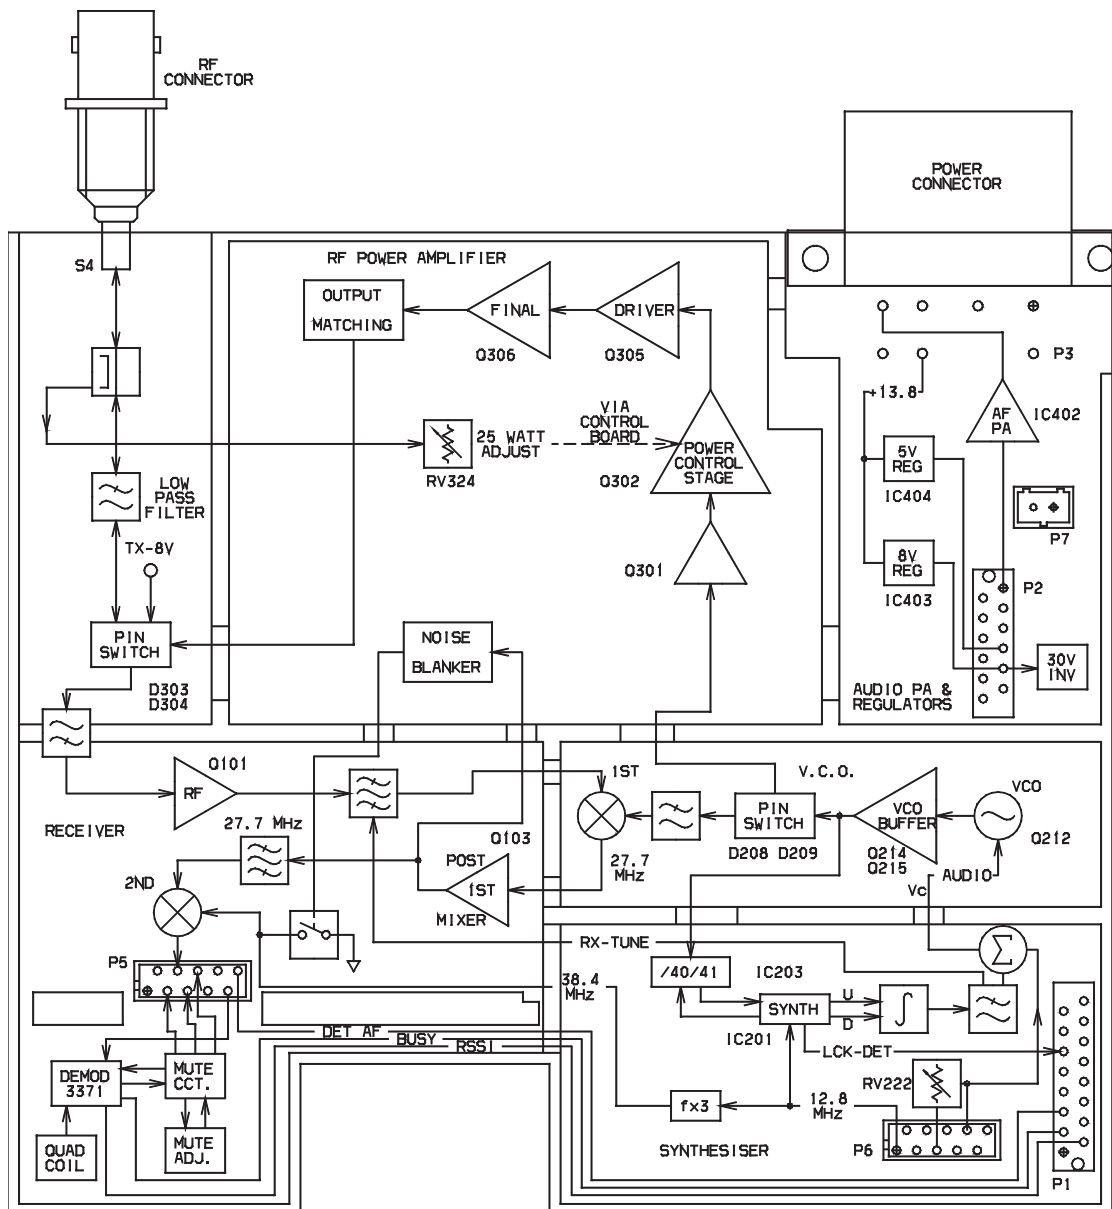 RF
CONNECTOR
POWER
CONNECTOR
S4
RF POWER AMPLIFIER
OUTPUT
MATCHING
FINAL
DRIVER
Q306
Q305
P3
+13.8
AF
PA
IC402
VIA
CONTROL
BOARD
25 WATT
ADJUST
RV324
POWER
CONTROL
STAGE
Q302
5V
REG
IC404
LOW
PASS
FILTER
P7
TX-8V
Q301
8V
REG
IC403
P2
PIN
SWITCH
NOISE
BLANKER
30V
INV
D303
D304
AUDIO PA &
REGULATORS
Q101
RF
1ST
V.C.O.
VCO
RECEIVER
27.7 MHz
PIN
SWITCH
VCO
BUFFER
Q103
POST
1ST
MIXER
27.7
MHz
D208 D209
Q214
Q215
Q212
2ND
Vc
AUDIO
RX-TUNE
Σ
P5
/40/41
IC203
38.4
MHz
SYNTH
U
D
∫
DET AF
BUSY
RSSI
IC201
LCK-DET
DEMOD
3371
MUTE
CCT.
RV222
fx3
12.8
MHz
QUAD
COIL
MUTE
ADJ.
SYNTHESISER
P6
P1